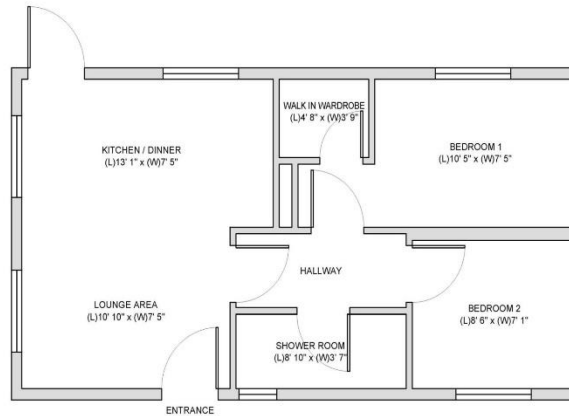 WALK IN WARDROBE
(L)4' 8" x (W)3' 9"
KITCHEN / DINNER
(L)13' 1" x (W)7' 5"
BEDROOM 1
(L)10' 5" x (W)7' 5"
HALLWAY
LOUNGE AREA
(L)10' 10" x (W)7' 5"
BEDROOM 2
(L)8' 6" x (W)7' 1"
SHOWER ROOM
(L)8' 10" x (W)3' 7"
ENTRANCE